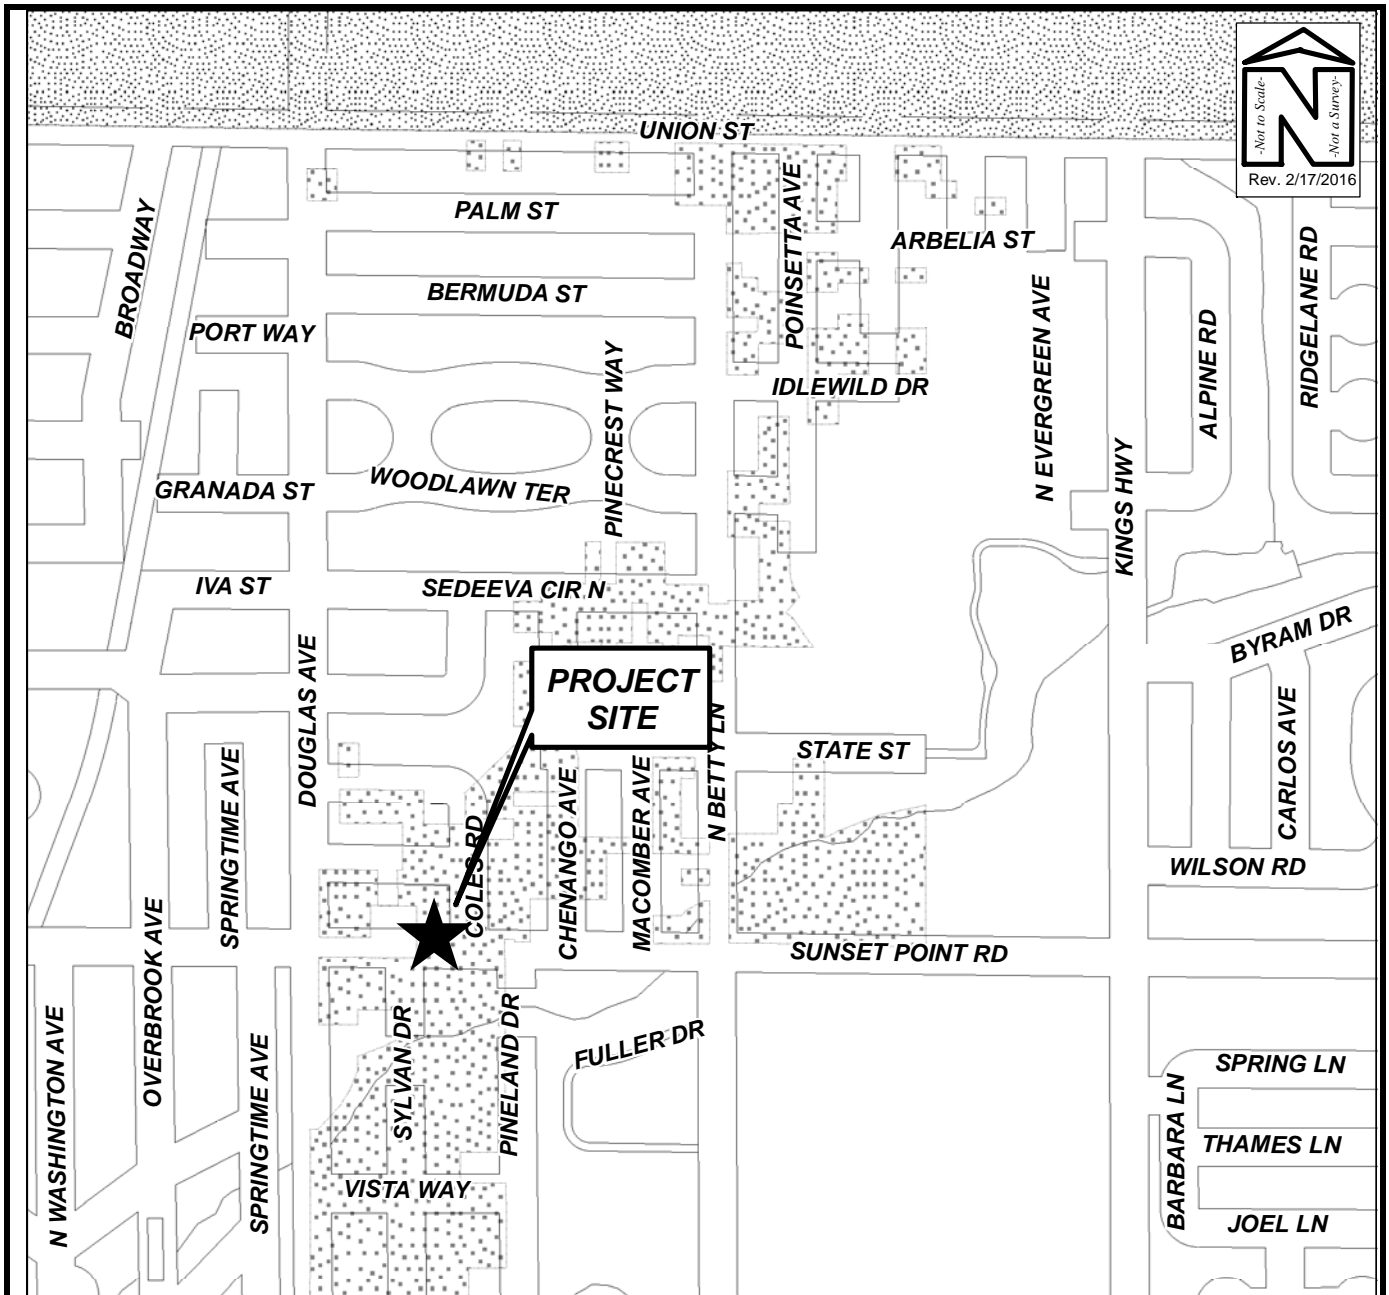 -Not to Scale-
-Not a Survey-
N
Rev. 2/17/2016
UNION ST
PALM ST
POINSETTA AVE
ARBELIA ST
BROADWAY
BERMUDA ST
PORT WAY
N EVERGREEN AVE
ALPINE RD
RIDGELANE RD
PINECREST WAY
IDLEWILD DR
GRANADA ST
WOODLAWN TER
KINGS HWY
IVA ST
SEDEEVA CIR N
BYRAM DR
DOUGLAS AVE
PROJECT
SITE
N BETTY LN
STATE ST
CARLOS AVE
SPRINGTIME AVE
COLES RD
CHENANGO AVE
MACOMBER AVE
WILSON RD
OVERBROOK AVE
SUNSET POINT RD
N WASHINGTON AVE
SPRINGTIME AVE
SYLVAN DR
PINELAND DR
FULLER DR
SPRING LN
BARBARA LN
THAMES LN
VISTA WAY
JOEL LN